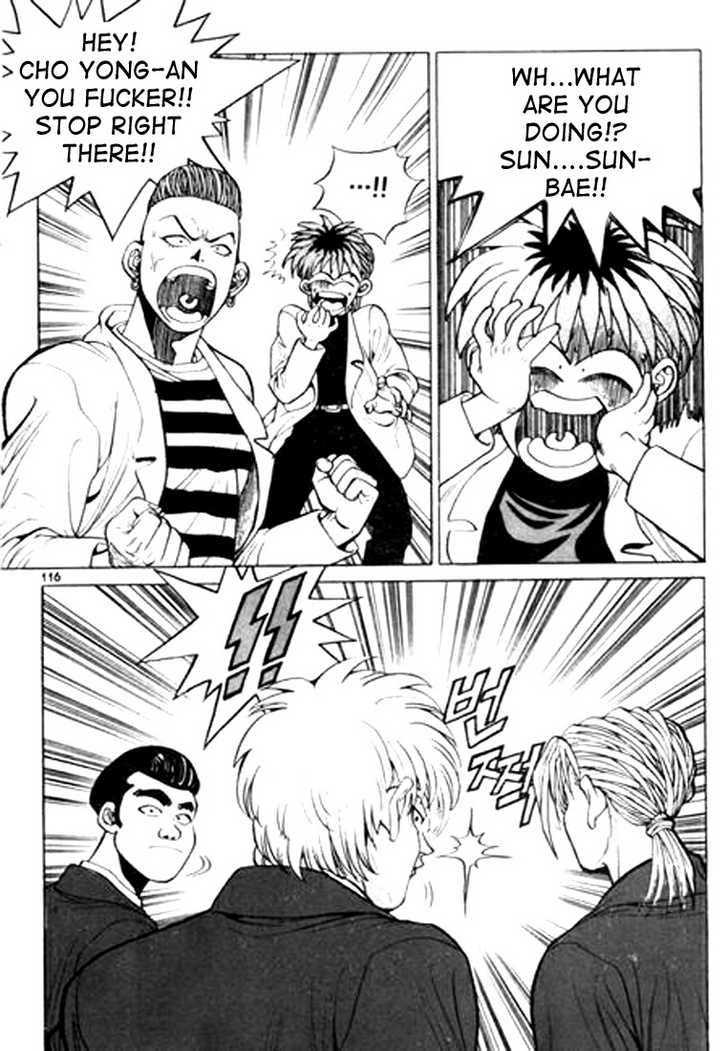 HEY!
CHO YONG-AN
YOU FUCKER!!
STOP RIGHT
THERE!!
...!!
WH...WHAT
ARE YOU
DOING!?
SUN....SUN-
BAE!!
116
!!
번
쩍